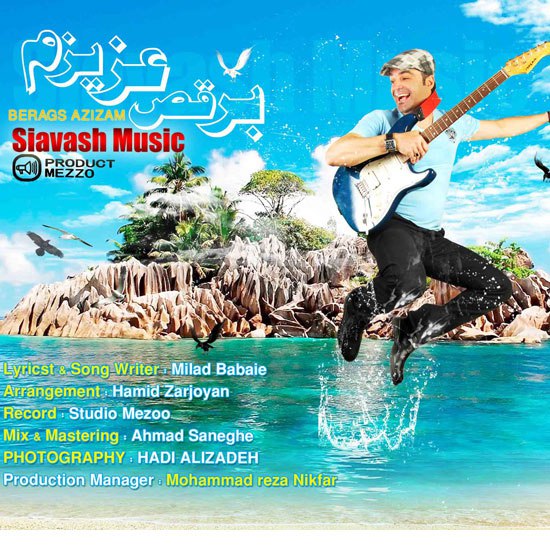 برقص عزیزم
BERAGS AZIZAM
Siavash Music
PRODUCT
MEZZO
Lyricst & Song Writer : Milad Babaie
Arrangement : Hamid Zarjoyan
Record : Studio Mezoo
Mix & Mastering : Ahmad Saneghe
PHOTOGRAPHY : HADI ALIZADEH
Production Manager : Mohammad reza Nikfar